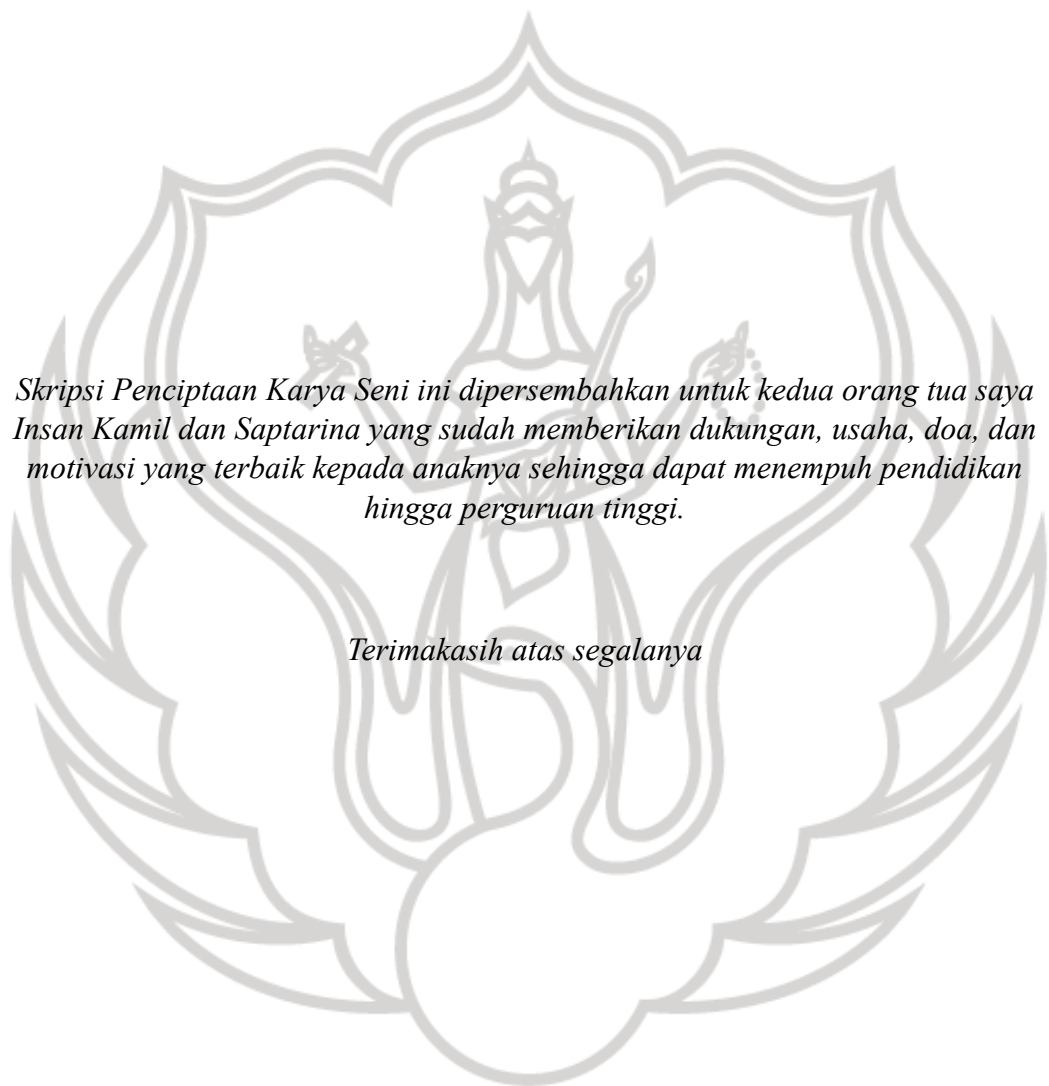 Skripsi Penciptaan Karya Seni ini dipersembahkan untuk kedua orang tua saya
Insan Kamil dan Saptarina yang sudah memberikan dukungan, usaha, doa, dan
motivasi yang terbaik kepada anaknya sehingga dapat menempuh pendidikan
hingga perguruan tinggi.
Terimakasih atas segalanya